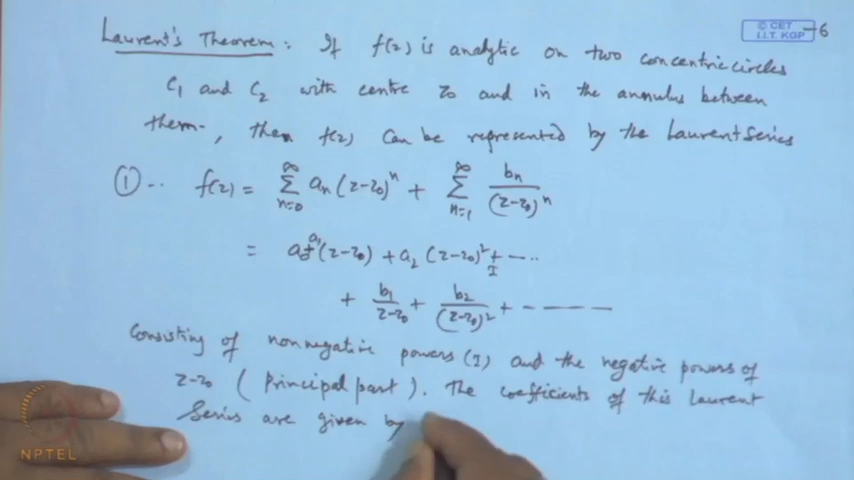 © CET
I.I.T. KGP
-6
Laurent's Theorem : If f(z) is analytic on two concentric circles
C₁ and C₂ with centre z₀ and in the annulus between
them , then f(z) can be represented by the Laurent Series
① .. f(z) = ∞ Σ n=0 aₙ (z-z₀)ⁿ + ∞ Σ n=1 bₙ/(z-z₀)ⁿ
= a₀ + a₁ (z-z₀) + a₂ (z-z₀)² + ---..
I
+ b₁/z-z₀ + b₂/(z-z₀)² + - - - - -
Consisting of nonnegative powers (I) and the negative powers of
z-z₀ ( Principal part ). The coefficients of this Laurent
Series are given by
NPTEL